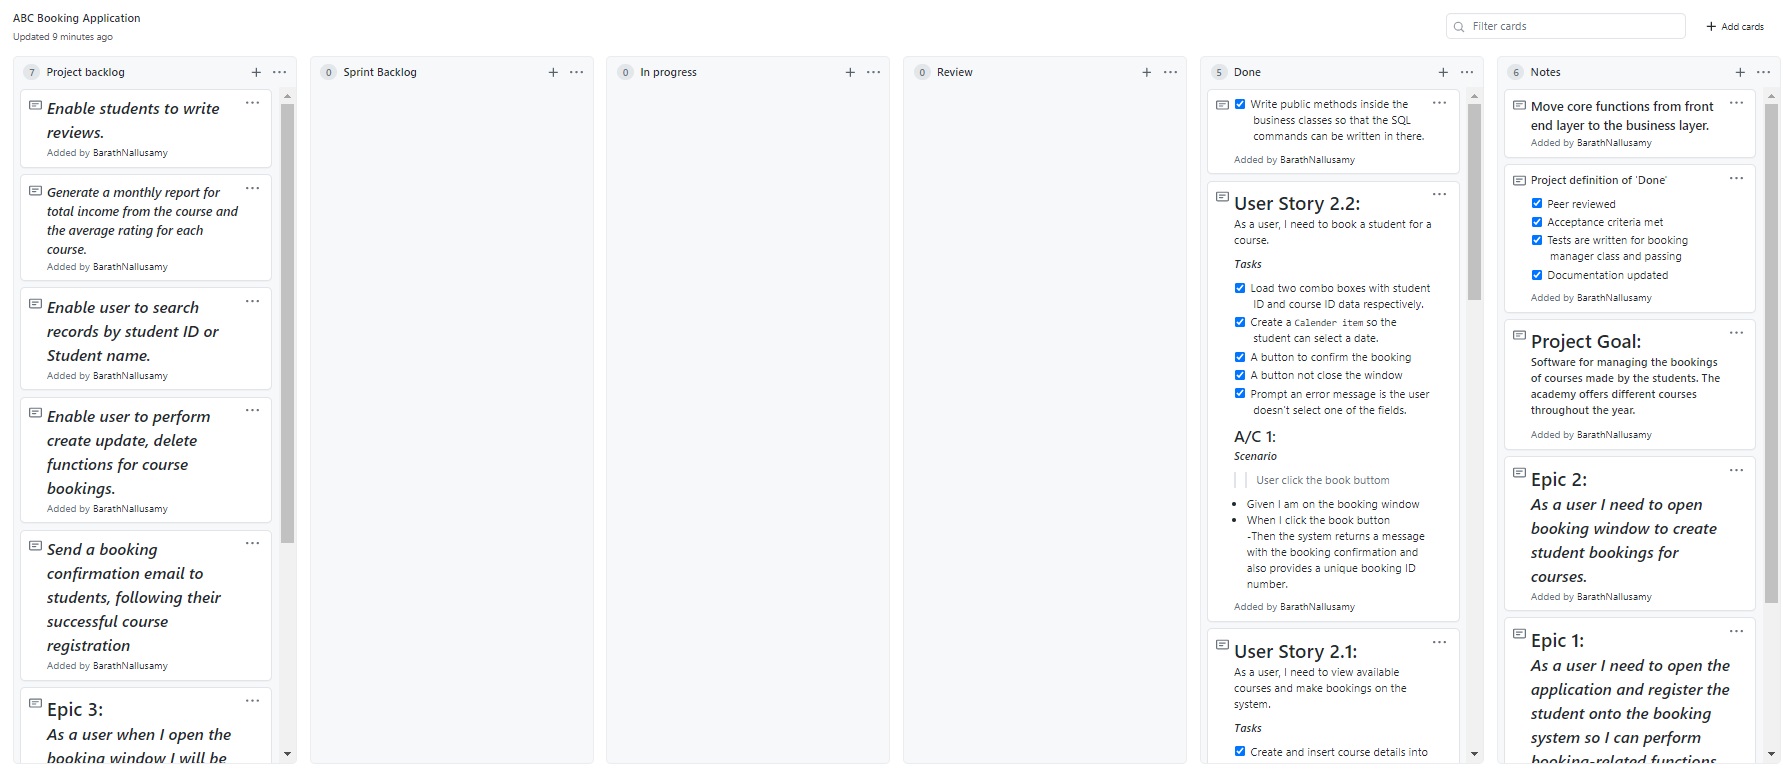 ABC Booking Application
Updated 9 minutes ago
Filter cards
+ Add cards
7 Project backlog
Enable students to write
reviews.
Added by BarathNallusamy
Generate a monthly report for
total income from the course and
the average rating for each
course.
Added by BarathNallusamy
Enable user to search
records by student ID or
Student name.
Added by BarathNallusamy
Enable user to perform
create update, delete
functions for course
bookings.
Added by BarathNallusamy
Send a booking
confirmation email to
students, following their
successful course
registration
Added by BarathNallusamy
Epic 3:
As a user when I open the
booking window I will be
0 Sprint Backlog
0 In progress
0 Review
5 Done
Write public methods inside the
business classes so that the SQL
commands can be written in there.
Added by BarathNallusamy
User Story 2.2:
As a user, I need to book a student for a
course.
Tasks
Load two combo boxes with student
ID and course ID data respectively.
Create a Calender item so the
student can select a date.
A button to confirm the booking
A button not close the window
Prompt an error message is the user
doesn't select one of the fields.
A/C 1:
Scenario
User click the book buttom
• Given I am on the booking window
• When I click the book button
-Then the system returns a message
with the booking confirmation and
also provides a unique booking ID
number.
Added by BarathNallusamy
User Story 2.1:
As a user, I need to view available
courses and make bookings on the
system.
Tasks
Create and insert course details into
6 Notes
Move core functions from front
end layer to the business layer.
Added by BarathNallusamy
Project definition of 'Done'
Peer reviewed
Acceptance criteria met
Tests are written for booking
manager class and passing
Documentation updated
Added by BarathNallusamy
Project Goal:
Software for managing the bookings
of courses made by the students. The
academy offers different courses
throughout the year.
Added by BarathNallusamy
Epic 2:
As a user I need to open
booking window to create
student bookings for
courses.
Added by BarathNallusamy
Epic 1:
As a user I need to open the
application and register the
student onto the booking
system so I can perform
booking-related functions